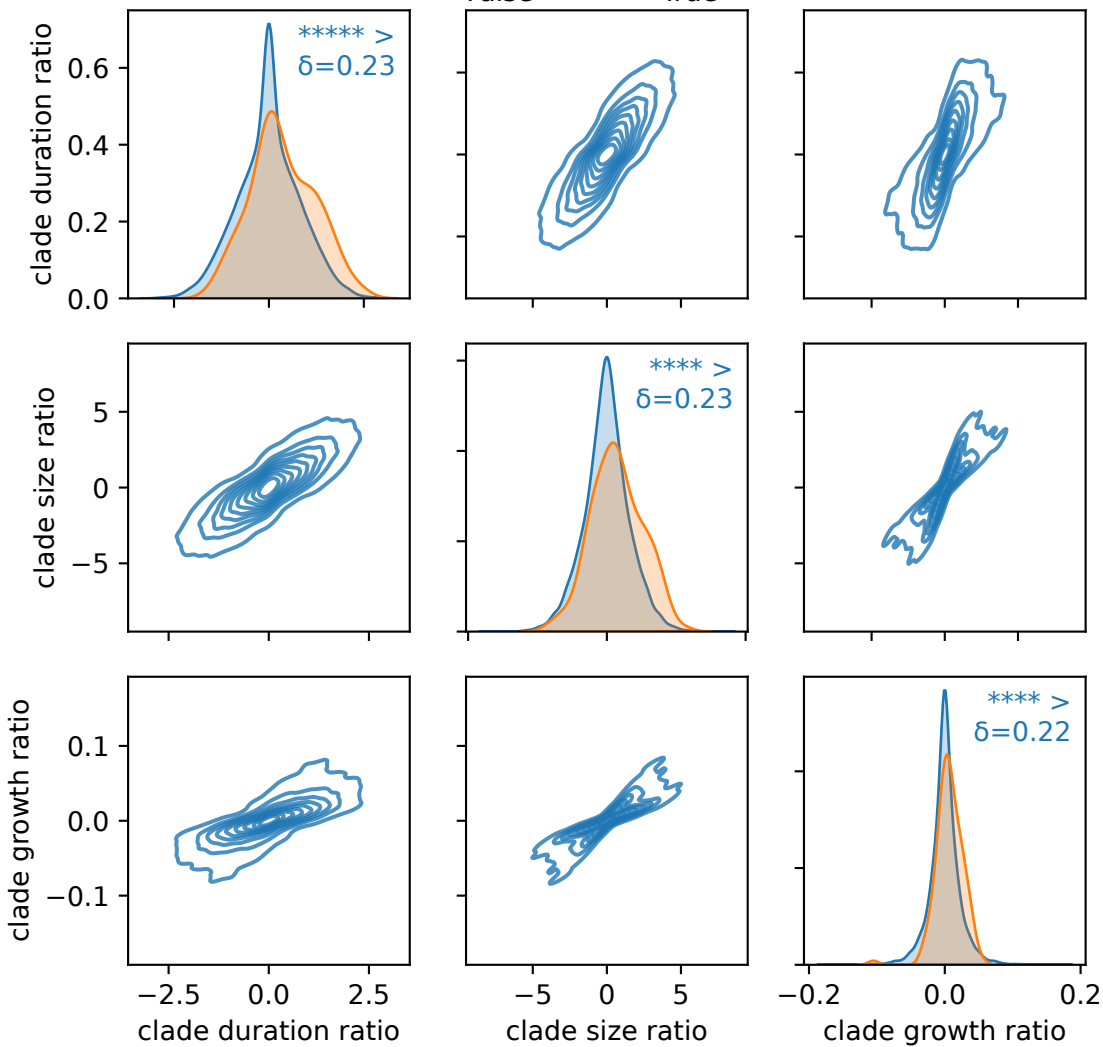 ***** >
δ=0.23
clade duration ratio
0.6
0.4
0.2
0.0
**** >
δ=0.23
clade size ratio
5
0
−5
**** >
δ=0.22
clade growth ratio
0.1
0.0
−0.1
−2.5 0.0 2.5
−5 0 5
−0.2 0.0 0.2
clade duration ratio
clade size ratio
clade growth ratio